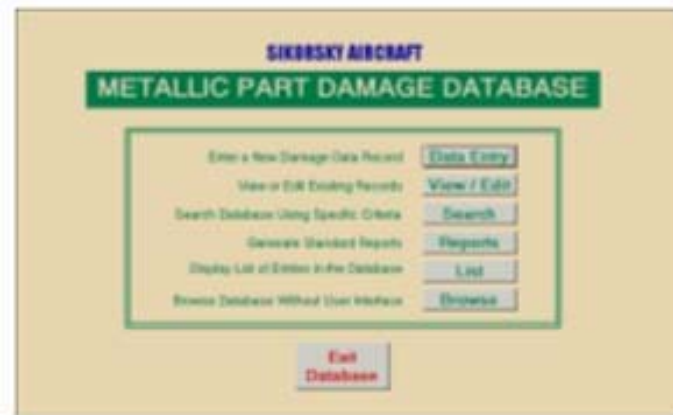 SIKORSKY AIRCRAFT
METALLIC PART DAMAGE DATABASE
Enter a New Damage Data Record Data Entry
View or Edit Existing Records View / Edit
Search Database Using Specific Criteria Search
Generate Standard Reports Reports
Display List of Entries in the Database List
Browse Database Without User Interface Browse
Exit
Database